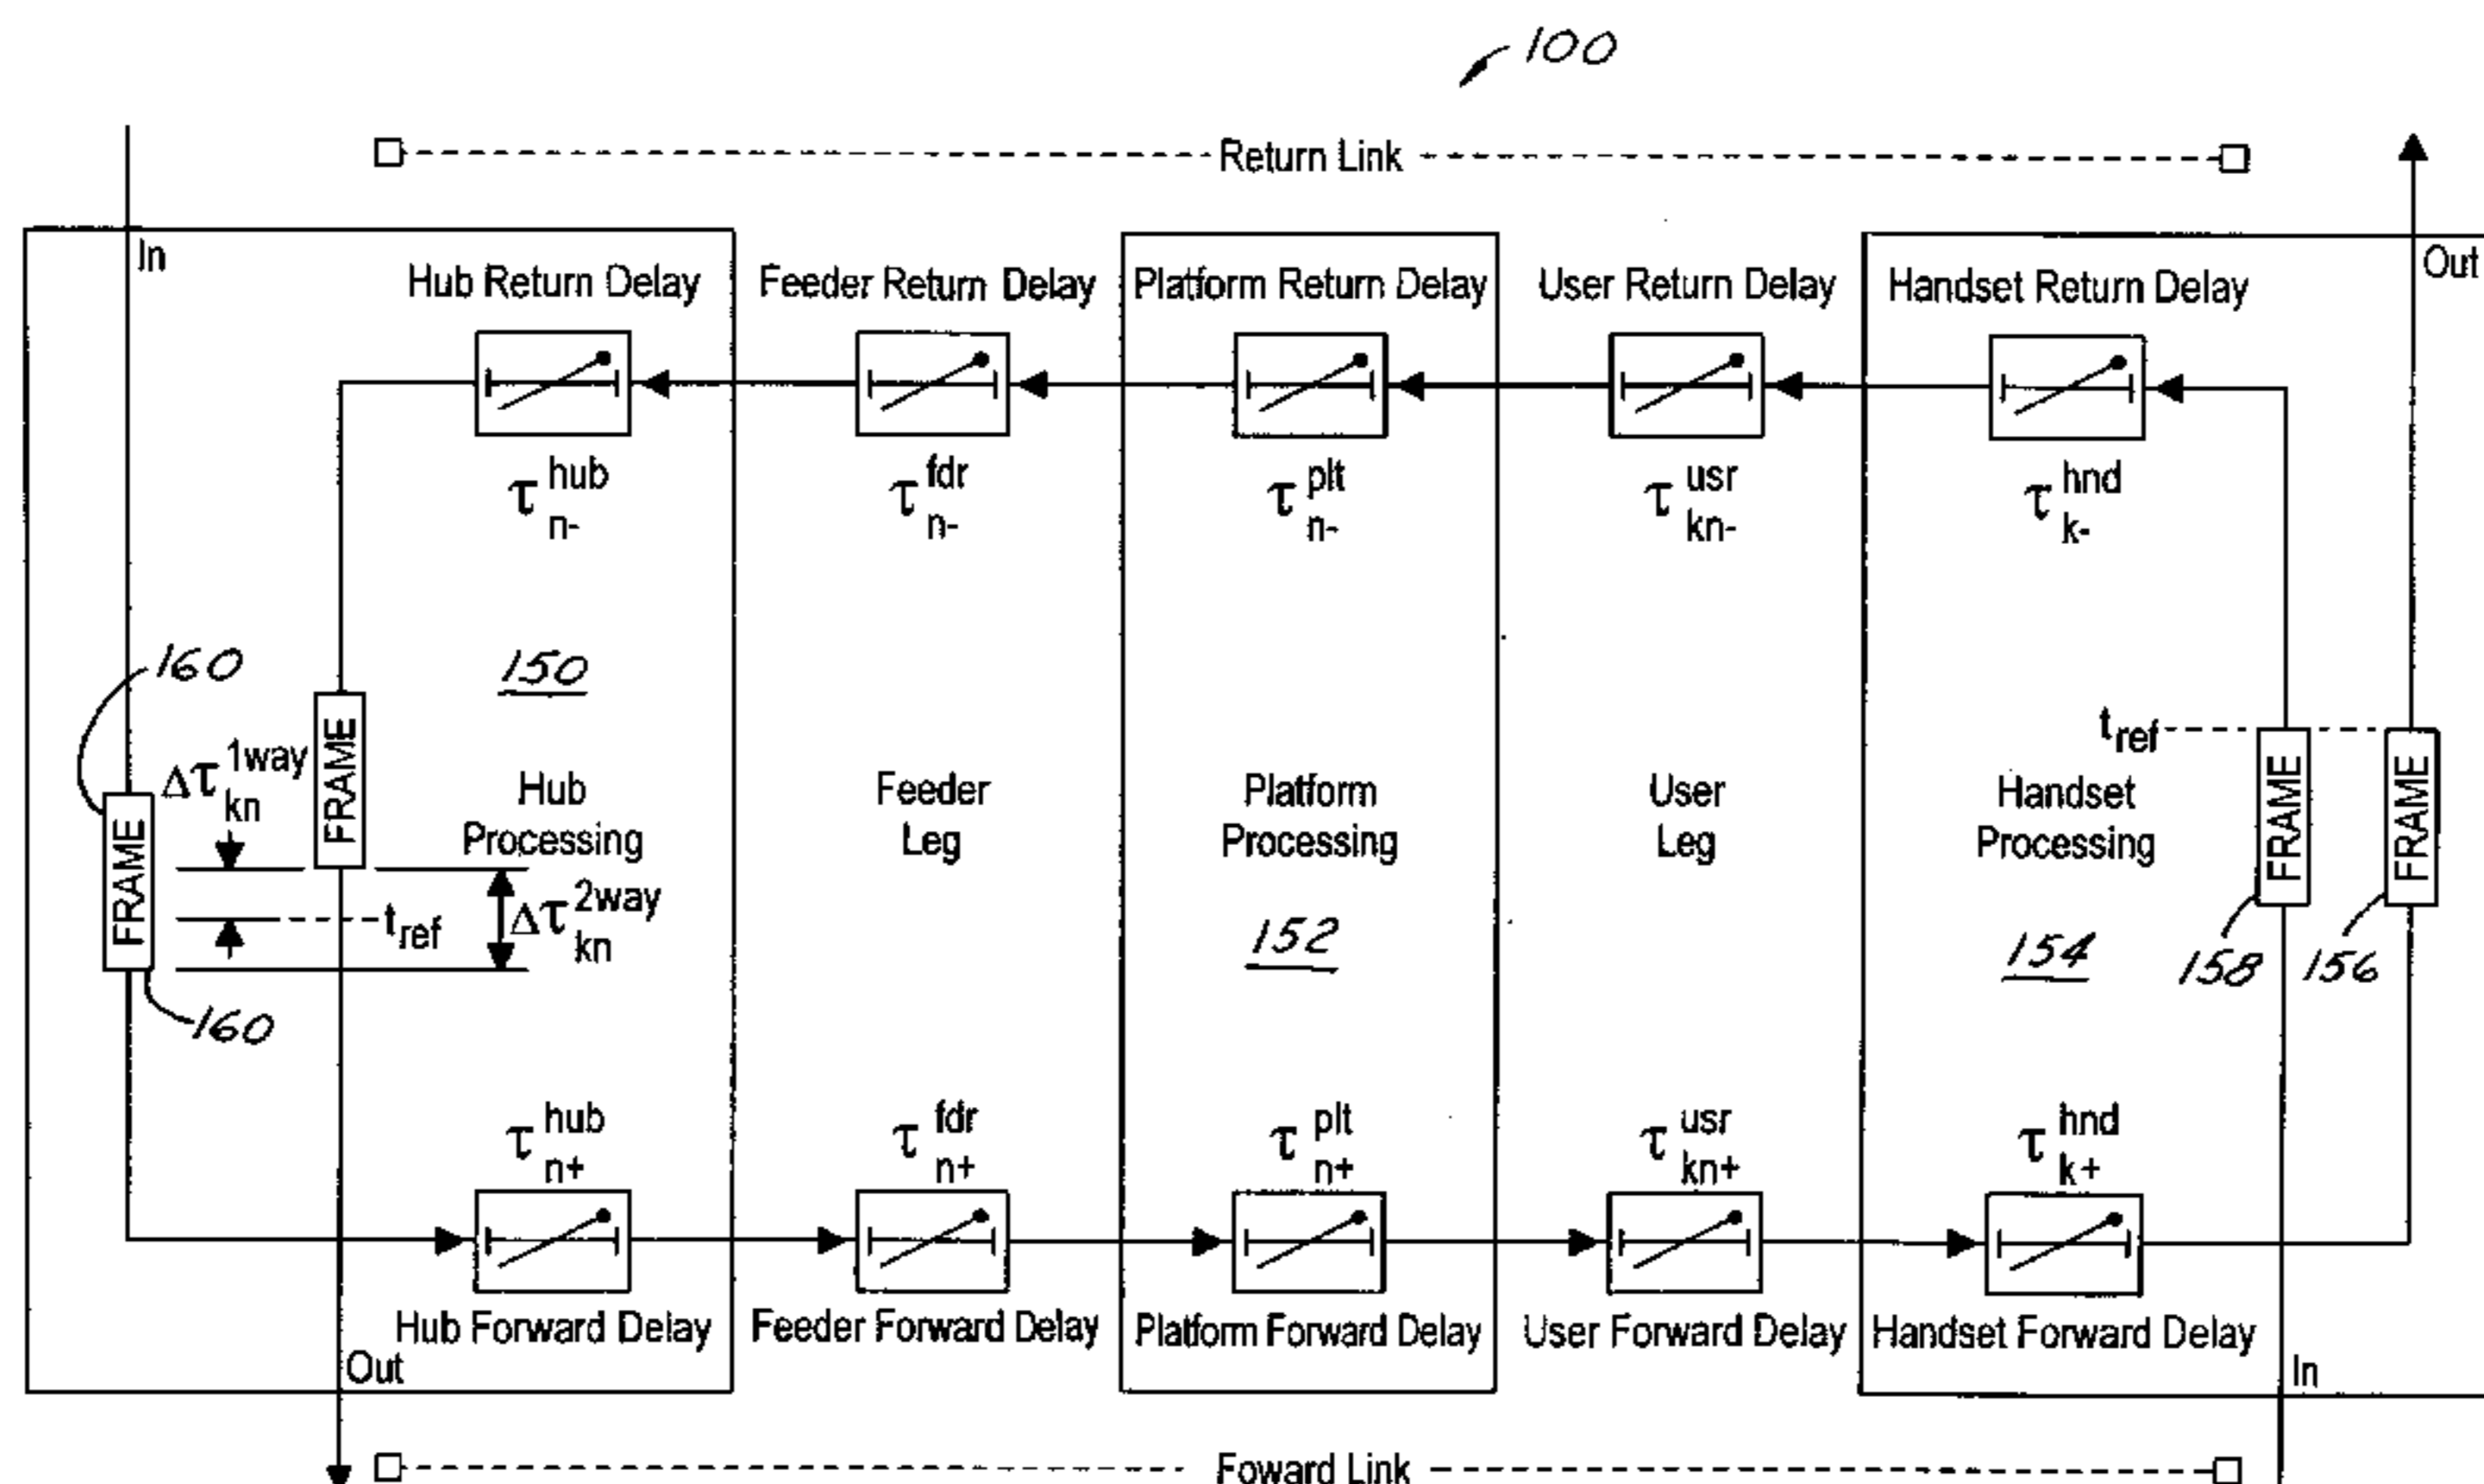 100
Return Link
In
Out
Hub Return Delay
Feeder Return Delay
Platform Return Delay
User Return Delay
Handset Return Delay
τ hub n-
τ fdr n-
τ plt n-
τ usr kn-
τ hnd k-
160
150
FRAME
Δτ 1way kn
FRAME
Hub
Processing
Feeder
Leg
Platform
Processing
User
Leg
Handset
Processing
tref
FRAME
FRAME
tref
Δτ 2way kn
152
154
158
156
160
τ hub n+
τ fdr n+
τ plt n+
τ usr kn+
τ hnd k+
Hub Forward Delay
Feeder Forward Delay
Platform Forward Delay
User Forward Delay
Handset Forward Delay
Out
In
Foward Link